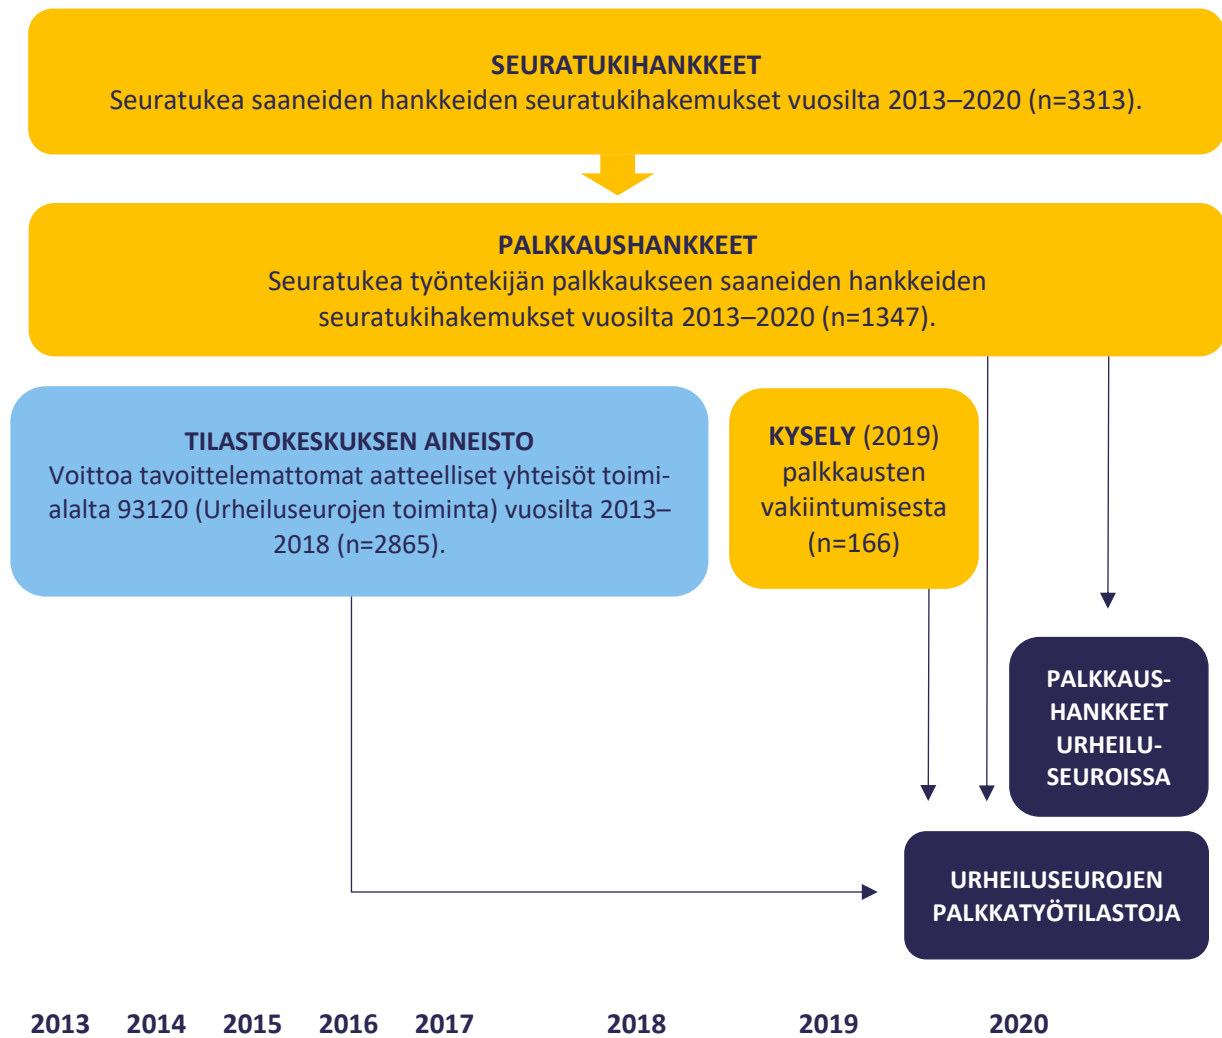 SEURATUKIHANKKEET
Seuratukea saaneiden hankkeiden seuratukihakemukset vuosilta 2013–2020 (n=3313).
PALKKAUSHANKKEET
Seuratukea työntekijän palkkaukseen saaneiden hankkeiden
seuratukihakemukset vuosilta 2013–2020 (n=1347).
TILASTOKESKUKSEN AINEISTO
Voittoa tavoittelemattomat aatteelliset yhteisöt toimi-
alalta 93120 (Urheiluseurojen toiminta) vuosilta 2013–
2018 (n=2865).
KYSELY (2019)
palkkausten
vakiintumisesta
(n=166)
PALKKAUS-
HANKKEET
URHEILU-
SEUROISSA
URHEILUSEUROJEN
PALKKATYÖTILASTOJA
2013 2014 2015 2016 2017 2018 2019 2020